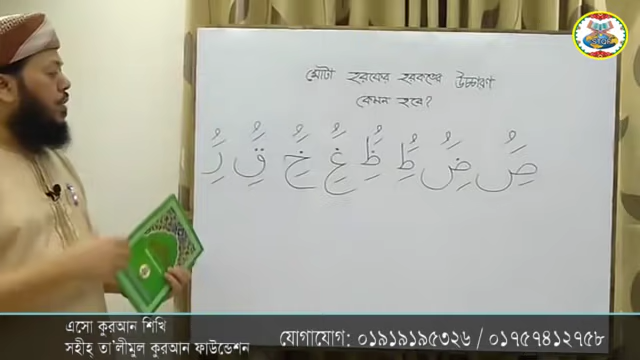 মোটা হরফের হরকতের উচ্চারণ
কেমন হবে?
صِ ضِ طِ ظِ غِ خِ قِ رِ
এসো কুরআন শিখি
সহীহ্ তা'লীমুল কুরআন ফাউন্ডেশন
যোগাযোগ: ০১৯১৯১৯৫৩২৬ / ০১৭৫৭৪১২৭৫৮